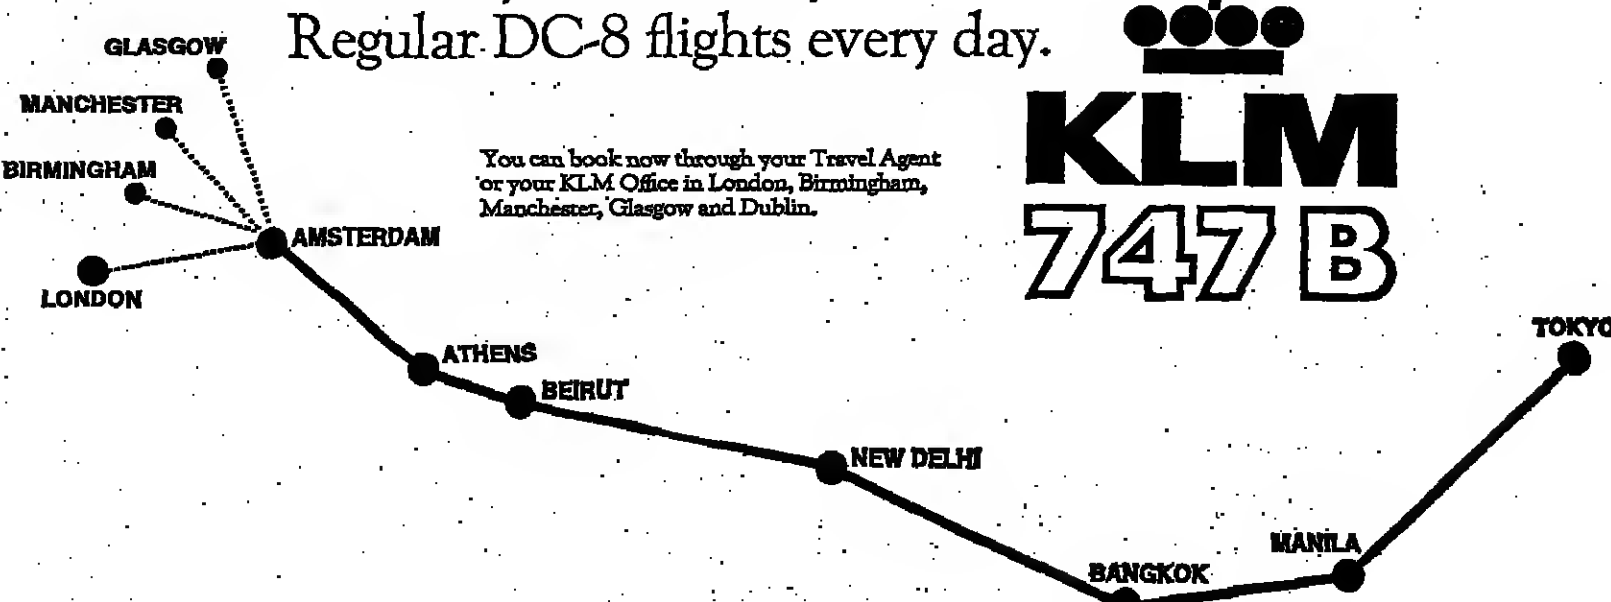 Regular DC-8 flights every day.
You can book now through your Travel Agent
or your KLM Office in London, Birmingham,
Manchester, Glasgow and Dublin.
KLM
747 B
GLASGOW
MANCHESTER
BIRMINGHAM
AMSTERDAM
LONDON
ATHENS
BEIRUT
NEW DELHI
BANGKOK
MANILA
TOKYO